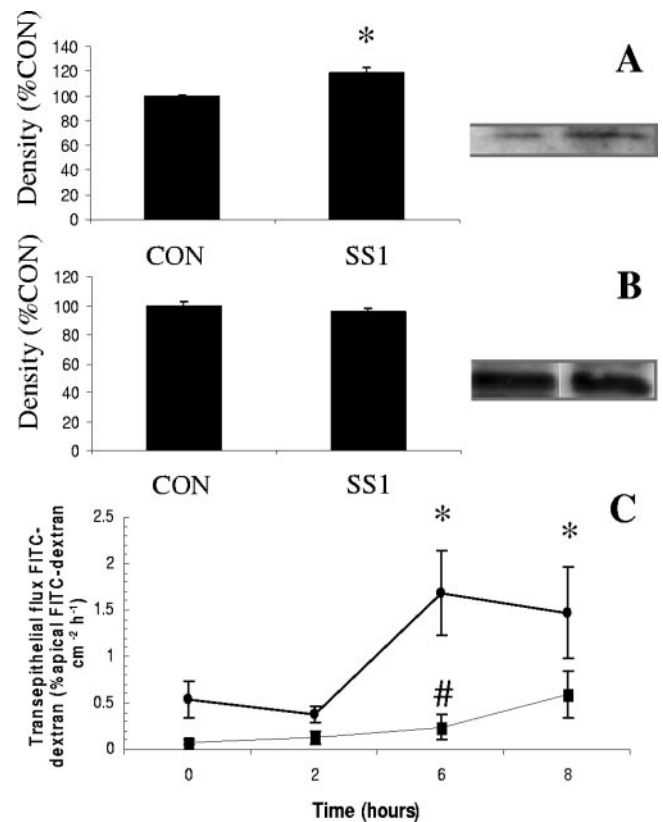 *
A
Density (%CON)
140
120
100
80
60
40
20
0
CON SS1
B
Density (%CON)
120
100
80
60
40
20
0
CON SS1
C
Transepithelial flux FITC-
dextran (%apical FITC-dextran
cm⁻² h⁻¹)
2.5
2
1.5
1
0.5
0
* *
#
0 2 6 8
Time (hours)